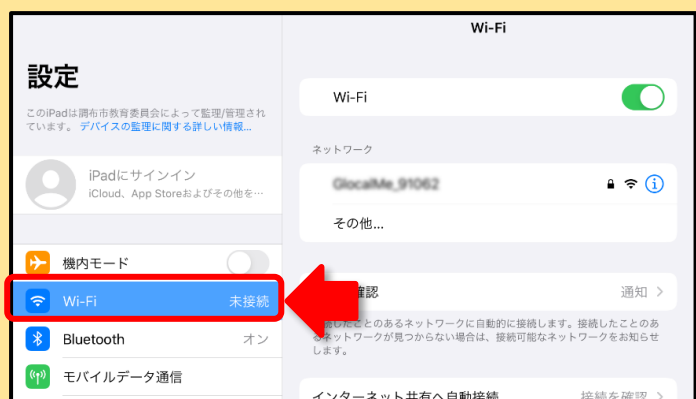 Wi-Fi
設定
このiPadは調布市教育委員会によって監理/管理され
ています。デバイスの監理に関する詳しい情報...
iPadにサインイン
iCloud、App Storeおよびその他を…
機内モード
Wi-Fi 未接続
Bluetooth オン
モバイルデータ通信
Wi-Fi
ネットワーク
GlocalMe_91062
その他...
確認 通知
したことのあるネットワークに自動的に接続します。接続したことのあ
るネットワークが見つからない場合は、接続可能なネットワークをお知らせ
します。
インターネット共有へ自動接続 接続を確認